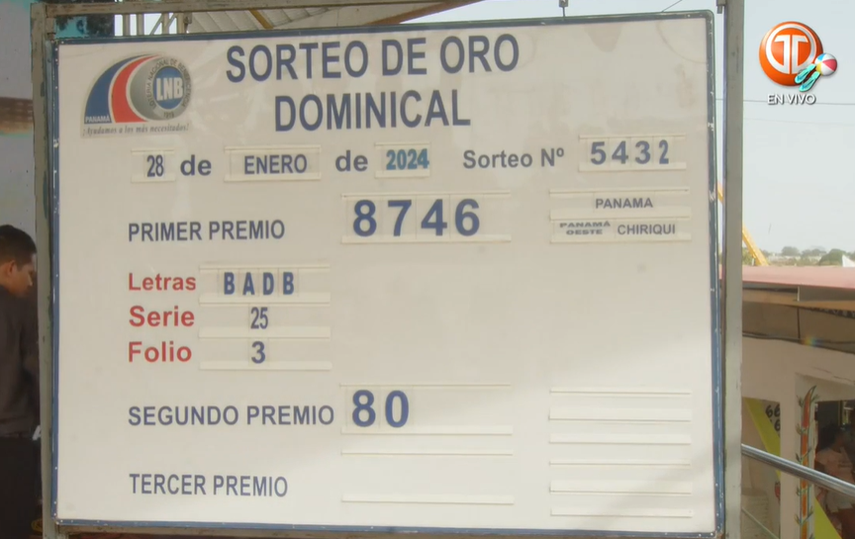 SORTEO DE ORO
DOMINICAL
LNB
PANAMÁ
¡Ayudamos a los más necesitados!
28 de ENERO de 2024 Sorteo Nº 5432
PRIMER PREMIO 8746 PANAMA
PANAMÁ OESTE CHIRIQUI
Letras BADB
Serie 25
Folio 3
SEGUNDO PREMIO 80
TERCER PREMIO
EN VIVO